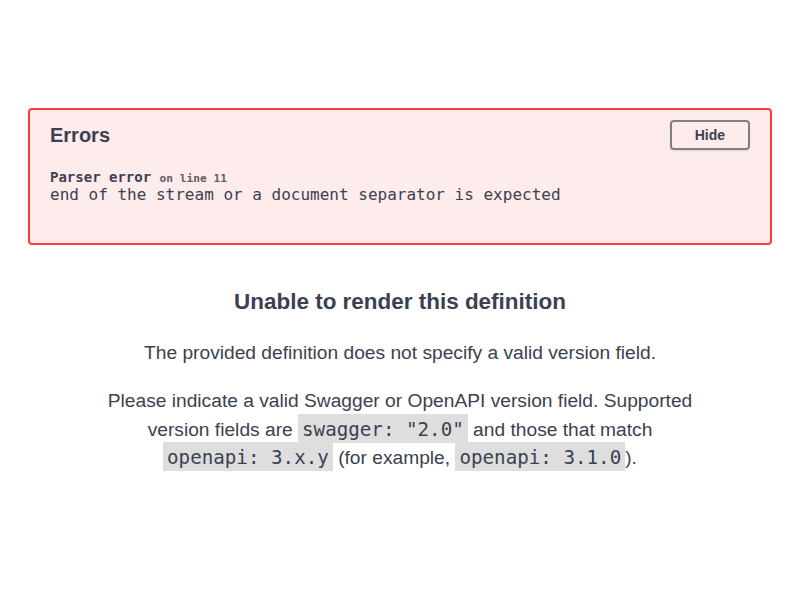 Errors
Hide
Parser error on line 11
end of the stream or a document separator is expected
Unable to render this definition
The provided definition does not specify a valid version field.
Please indicate a valid Swagger or OpenAPI version field. Supported
version fields are swagger: "2.0" and those that match
openapi: 3.x.y (for example, openapi: 3.1.0).